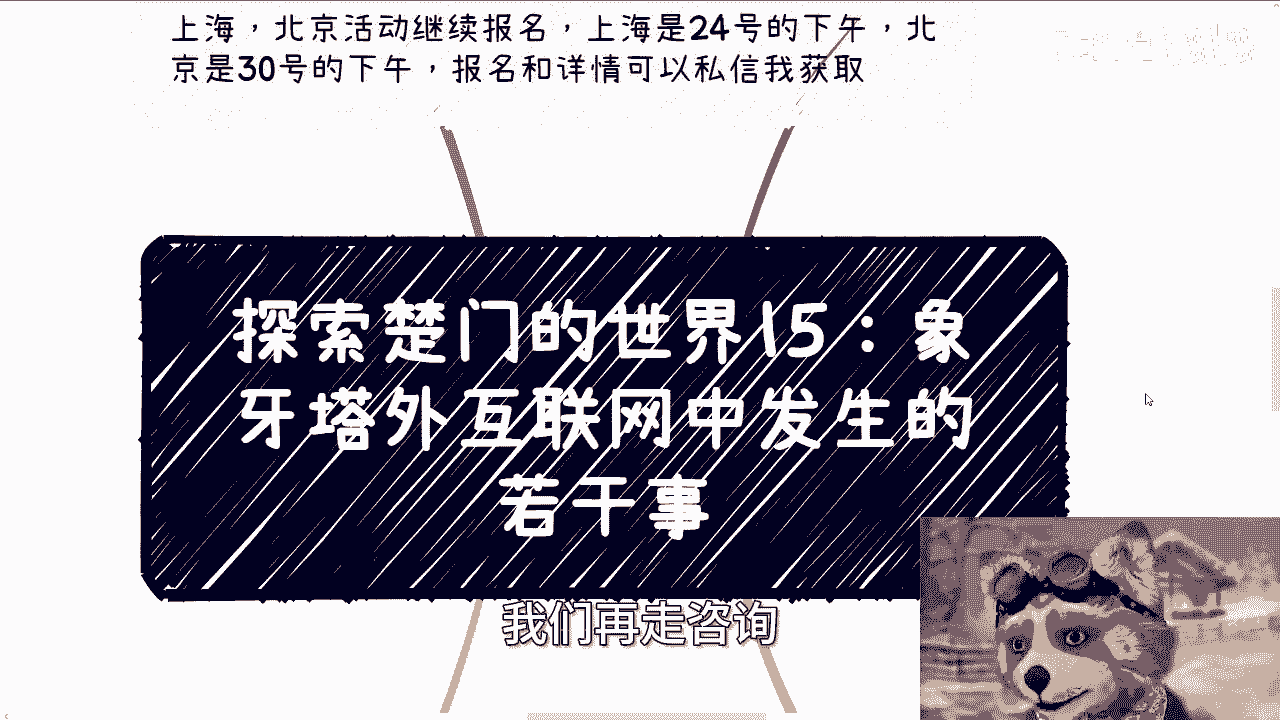 上海，北京活动继续报名，上海是24号的下午，北
京是30号的下午，报名和详情可以私信我获取
探索楚门的世界15：象
牙塔外互联网中发生的
若干事
我们再走咨询